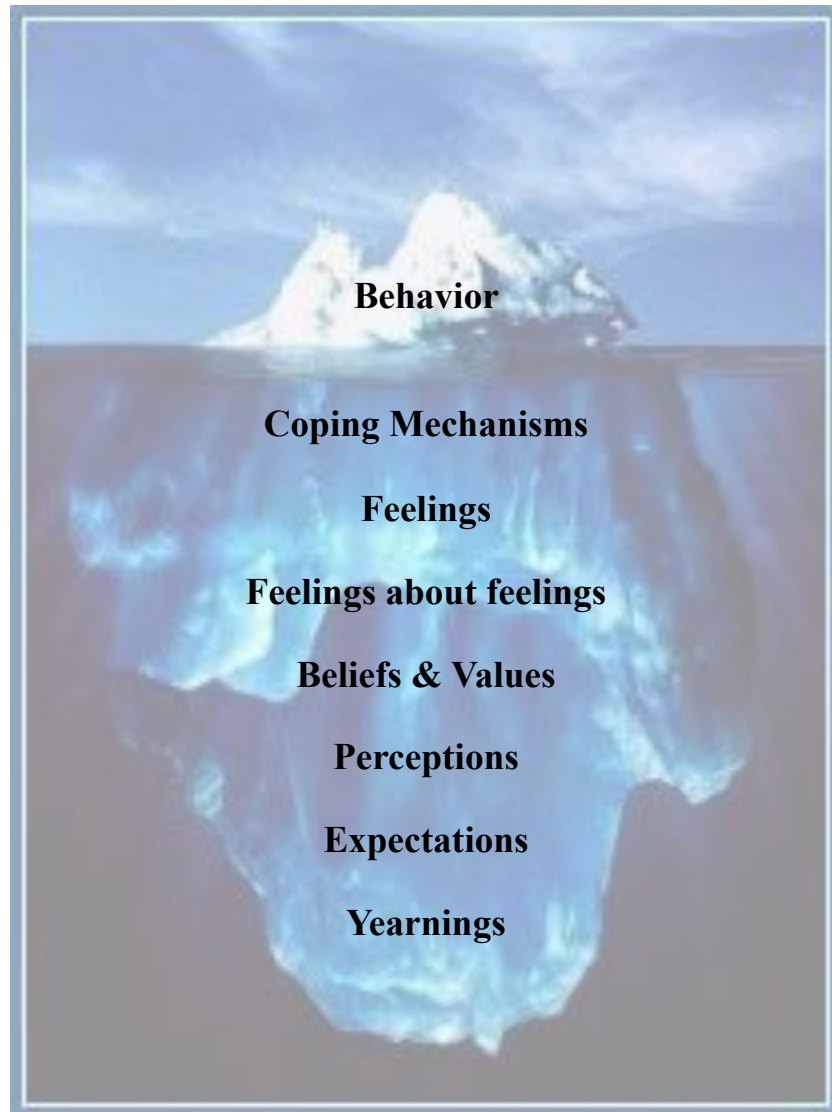 Behavior
Coping Mechanisms
Feelings
Feelings about feelings
Beliefs & Values
Perceptions
Expectations
Yearnings